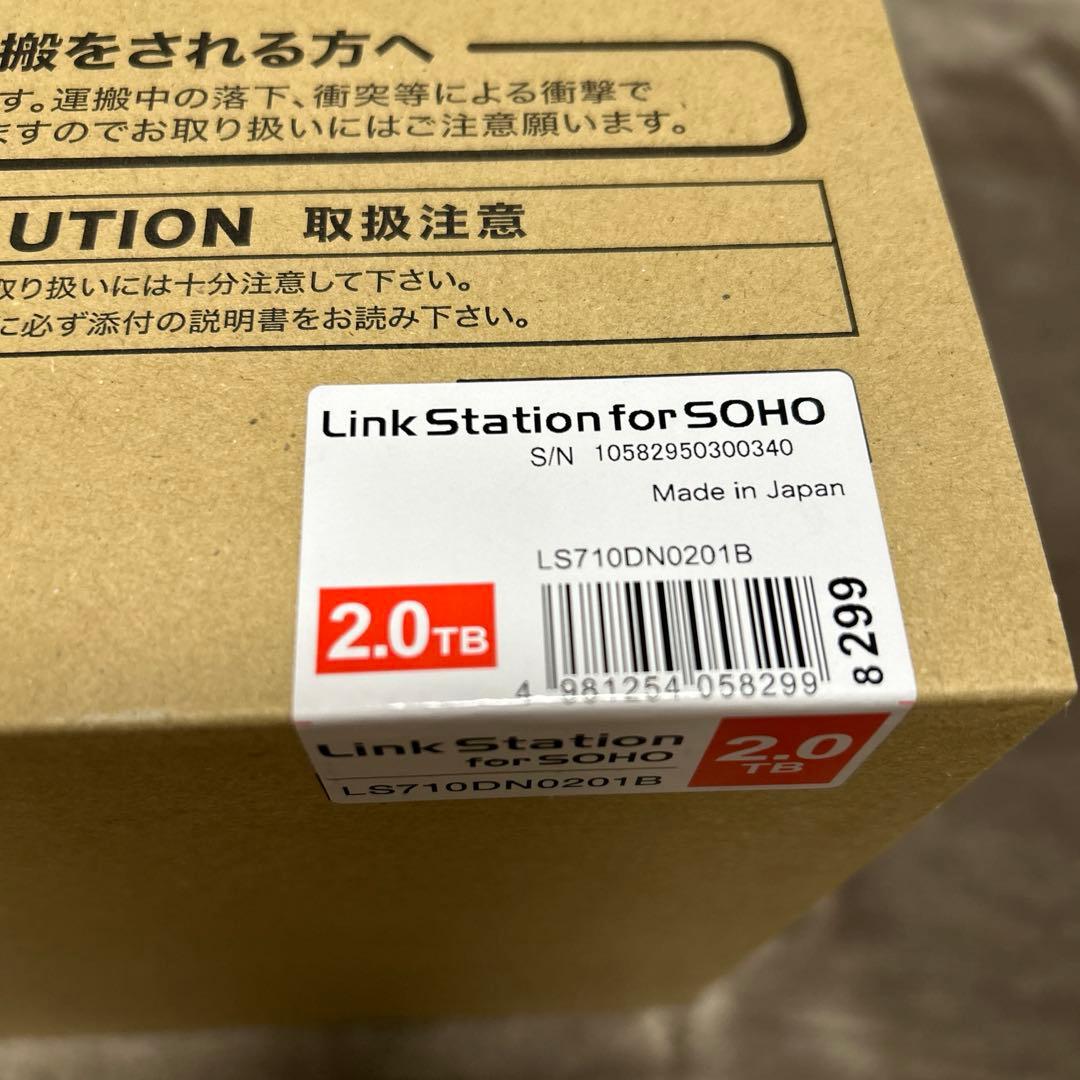 搬をされる方へ
す。運搬中の落下、衝突等による衝撃で
ますのでお取り扱いにはご注意願います。
UTION 取扱注意
取り扱いには十分注意して下さい。
に必ず添付の説明書をお読み下さい。
Link Station for SOHO
S/N 10582950300340
Made in Japan
LS710DN0201B
2.0TB
4 981254 058299
8299
Link Station
for SOHO
2.0
TB
LS710DN0201B